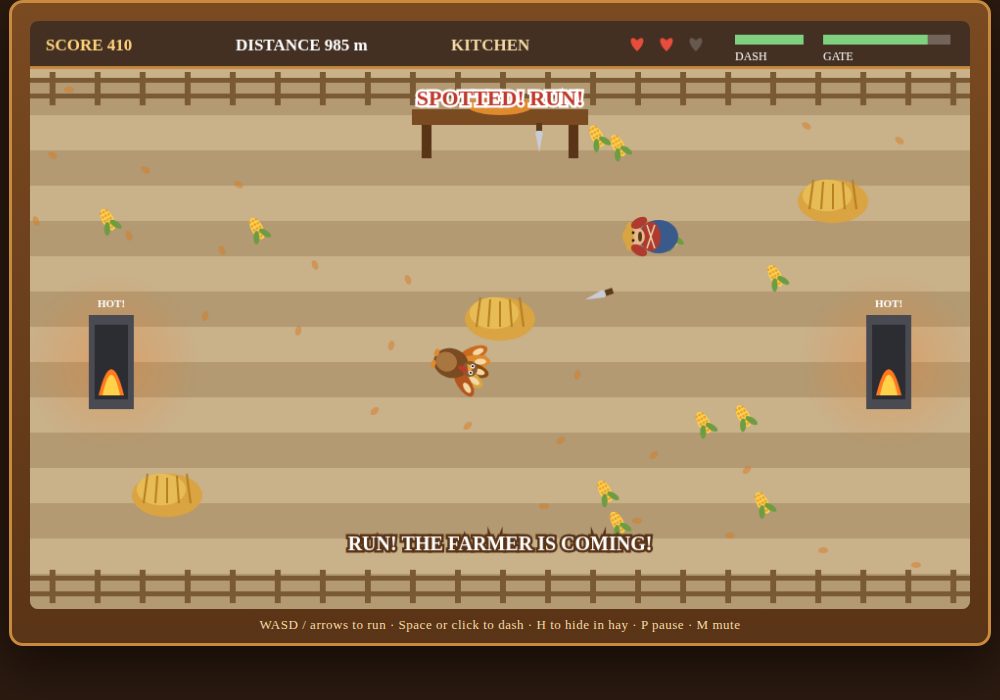 SCORE 410
DISTANCE 985 m
KITCHEN
DASH
GATE
SPOTTED! RUN!
HOT!
HOT!
RUN! THE FARMER IS COMING!
WASD / arrows to run · Space or click to dash · H to hide in hay · P pause · M mute